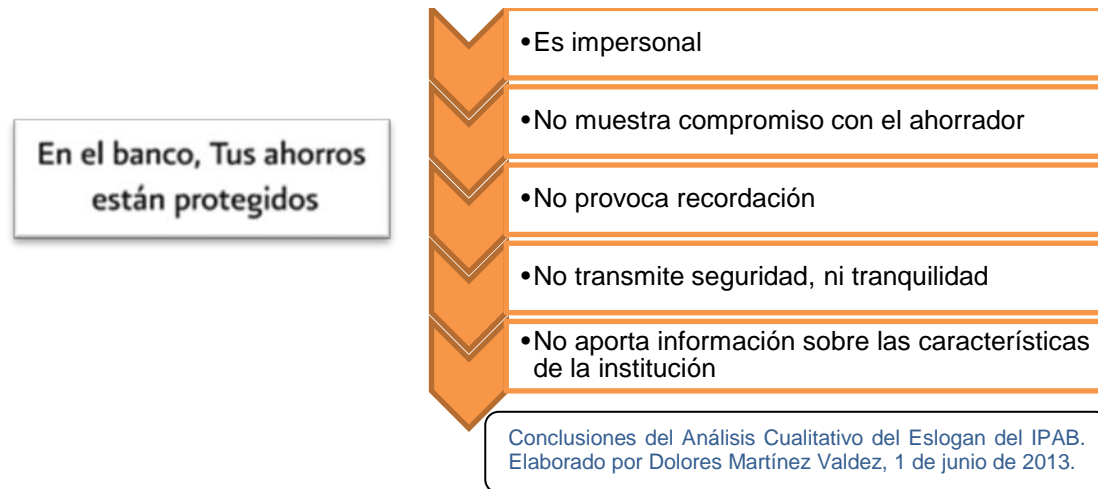 En el banco, Tus ahorros
están protegidos
•Es impersonal
•No muestra compromiso con el ahorrador
•No provoca recordación
•No transmite seguridad, ni tranquilidad
•No aporta información sobre las características
de la institución
Conclusiones del Análisis Cualitativo del Eslogan del IPAB.
Elaborado por Dolores Martínez Valdez, 1 de junio de 2013.